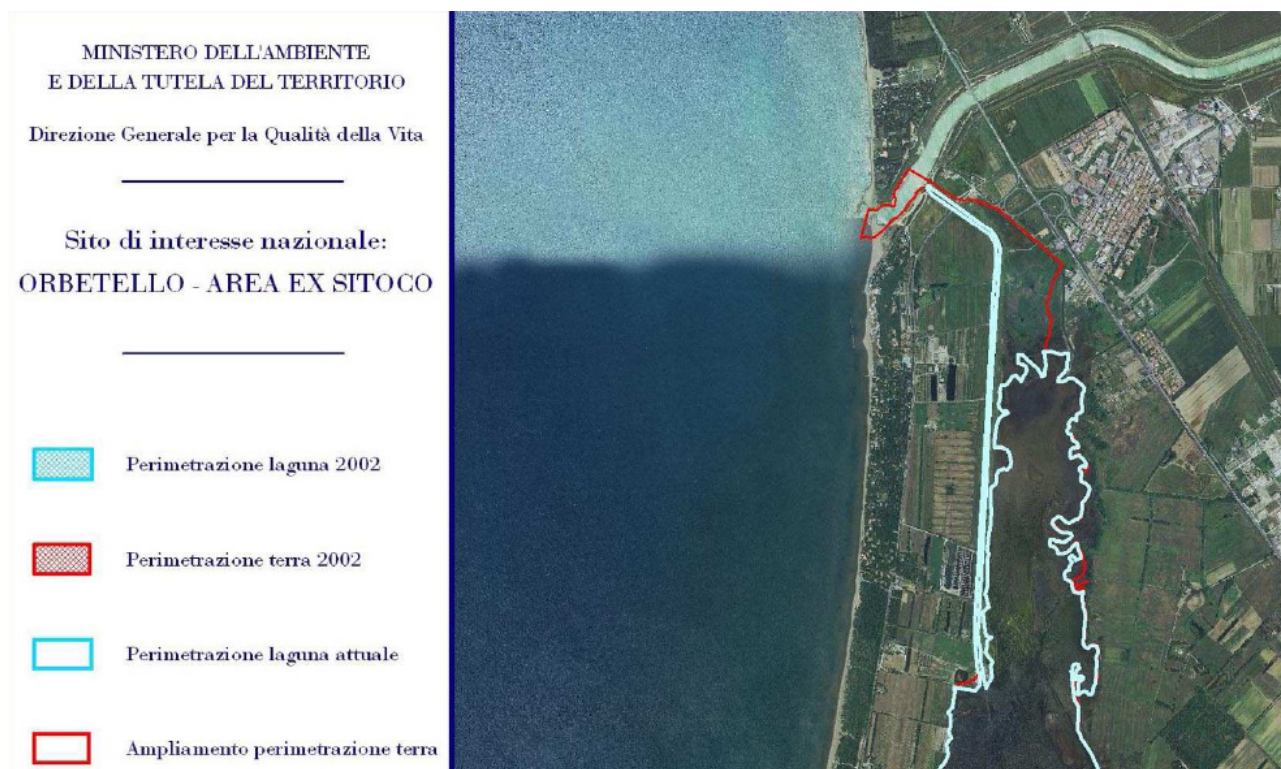 MINISTERO DELL'AMBIENTE
E DELLA TUTELA DEL TERRITORIO
Direzione Generale per la Qualità della Vita
Sito di interesse nazionale:
ORBETELLO - AREA EX SITOCO
Perimetrazione laguna 2002
Perimetrazione terra 2002
Perimetrazione laguna attuale
Ampliamento perimetrazione terra